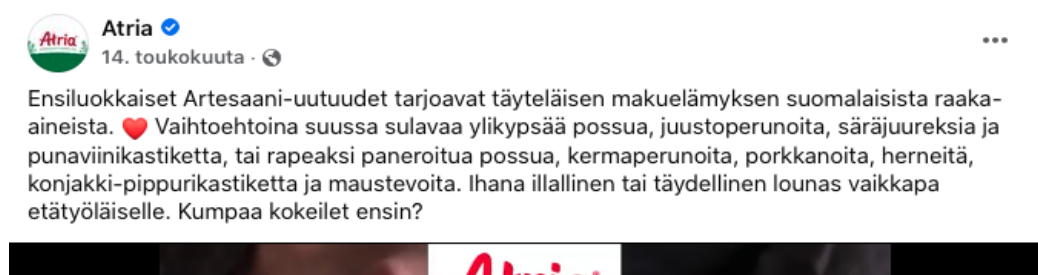 Atria
Atria
14. toukokuuta ·
Ensiluokkaiset Artesaani-uutuudet tarjoavat täyteläisen makuelämyksen suomalaisista raaka-
aineista. ❤️ Vaihtoehtoina suussa sulavaa ylikypsää possua, juustoperunoita, säräjuureksia ja
punaviinikastiketta, tai rapeaksi paneroitua possua, kermaperunoita, porkkanoita, herneitä,
konjakki-pippurikastiketta ja maustevoita. Ihana illallinen tai täydellinen lounas vaikkapa
etätyöläiselle. Kumpaa kokeilet ensin?
Atria